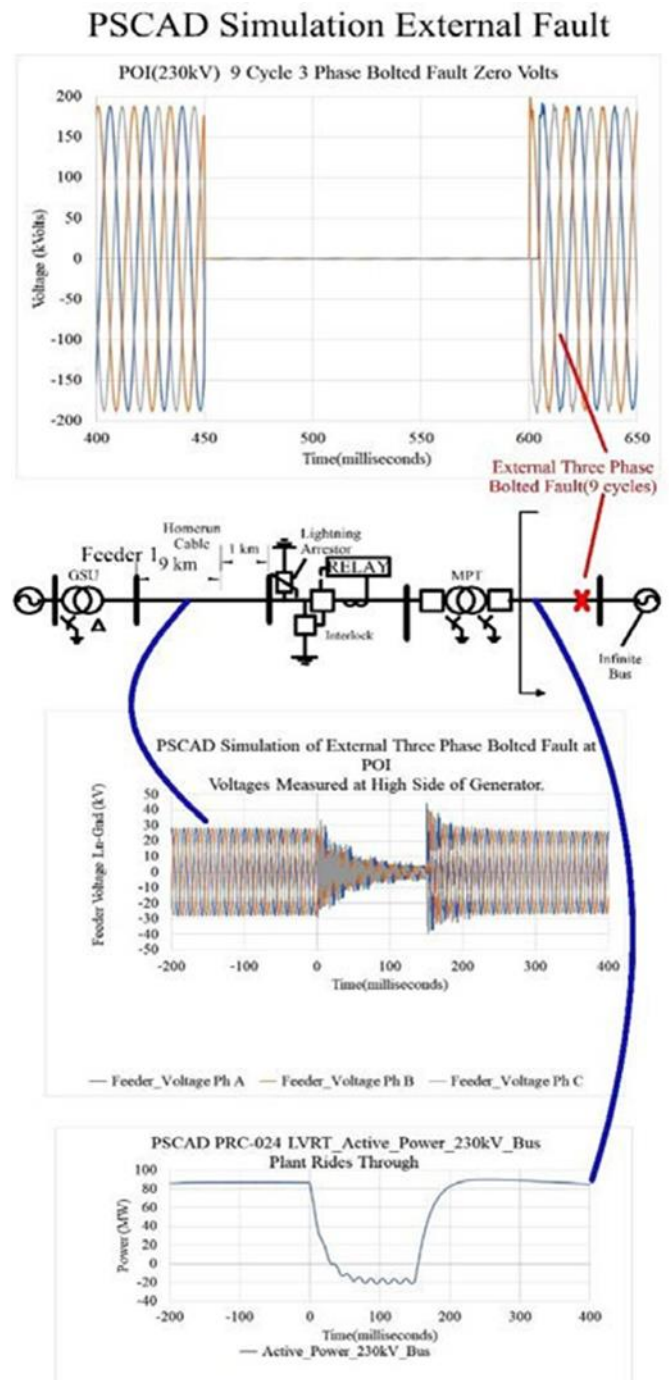 PSCAD Simulation External Fault
POI(230kV) 9 Cycle 3 Phase Bolted Fault Zero Volts
200
150
100
50
0
-50
-100
-150
-200
Voltage (kVolts)
400 450 500 550 600 650
Time(milliseconds)
External Three Phase
Bolted Fault(9 cycles)
Homerun
Cable
Feeder 1
9 km
1 km
Lightning
Arrestor
RELAY
GSU
MPT
Interlock
Infinite
Bus
PSCAD Simulation of External Three Phase Bolted Fault at
POI
Voltages Measured at High Side of Generator.
50
40
30
20
10
0
-10
-20
-30
-40
-50
Feeder Voltage Ln-Gnd (kV)
-200 -100 0 100 200 300 400
Time(milliseconds)
Feeder_Voltage Ph A Feeder_Voltage Ph B Feeder_Voltage Ph C
PSCAD PRC-024 LVRT_Active_Power_230kV_Bus
Plant Rides Through
100
80
60
40
20
0
-20
-40
Power (MW)
-200 -100 0 100 200 300 400
Time(milliseconds)
Active_Power_230kV_Bus